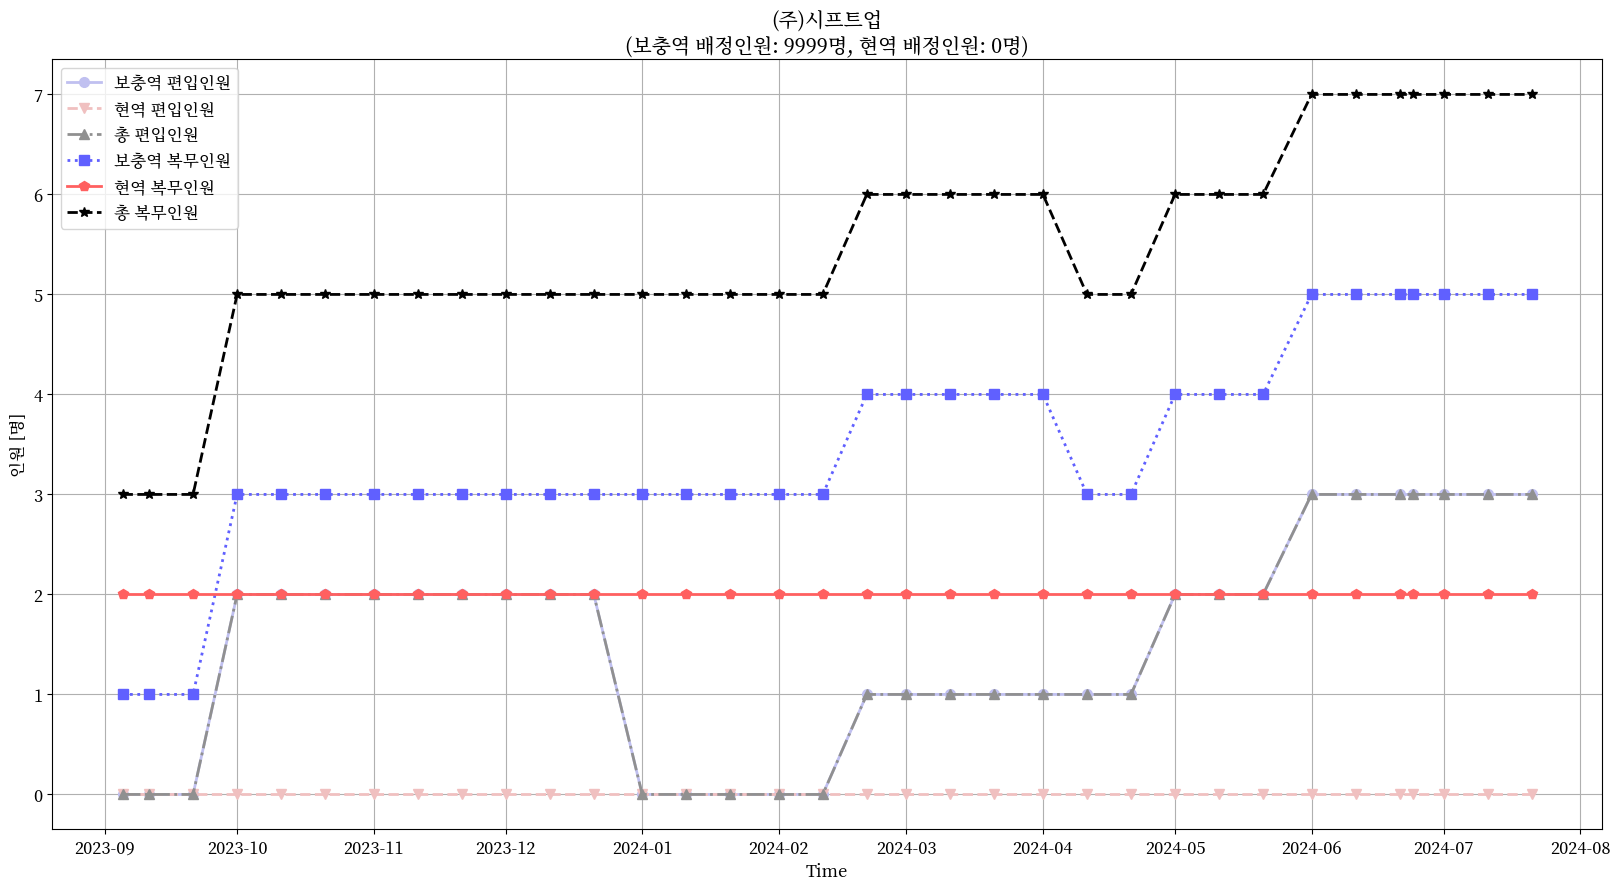 (주)시프트업
(보충역 배정인원: 9999명, 현역 배정인원: 0명)
보충역 편입인원
현역 편입인원
총 편입인원
보충역 복무인원
현역 복무인원
총 복무인원
인원 [명]
7
6
5
4
3
2
1
0
2023-09
2023-10
2023-11
2023-12
2024-01
2024-02
2024-03
2024-04
2024-05
2024-06
2024-07
2024-08
Time